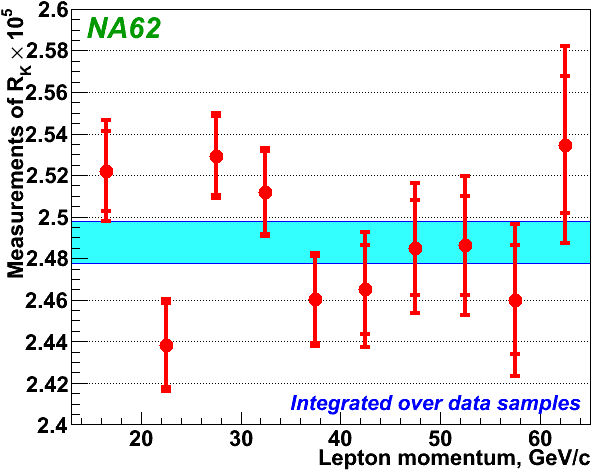 Measurements of R_K × 10^5
NA62
2.6
2.58
2.56
2.54
2.52
2.5
2.48
2.46
2.44
2.42
2.4
Integrated over data samples
20 30 40 50 60
Lepton momentum, GeV/c